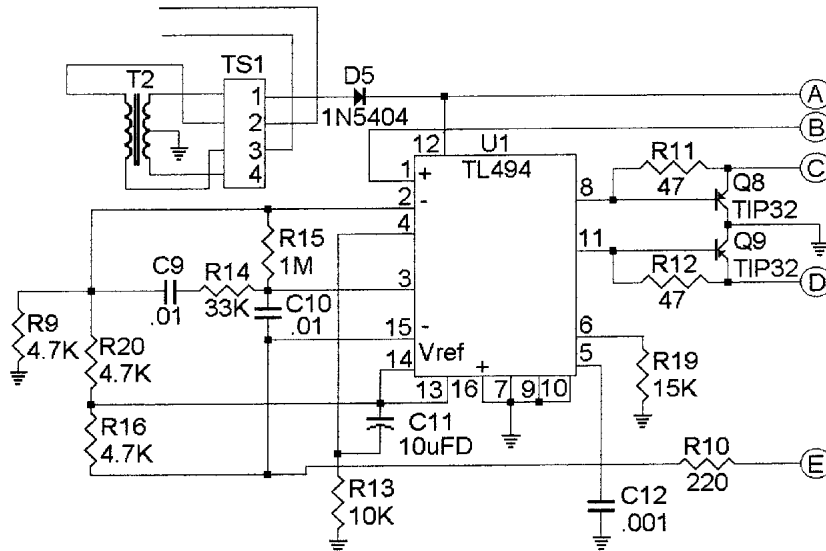 T2
TS1
1
2
3
4
D5
1N5404
A
B
C
D
E
U1
TL494
12
1
+
2
-
4
3
15
-
14
Vref
13
16
+
7
9
10
8
11
6
5
R11
47
Q8
TIP32
Q9
TIP32
R12
47
R19
15K
R15
1M
C9
.01
R14
33K
C10
.01
R9
4.7K
R20
4.7K
R16
4.7K
C11
10uFD
R13
10K
R10
220
C12
.001